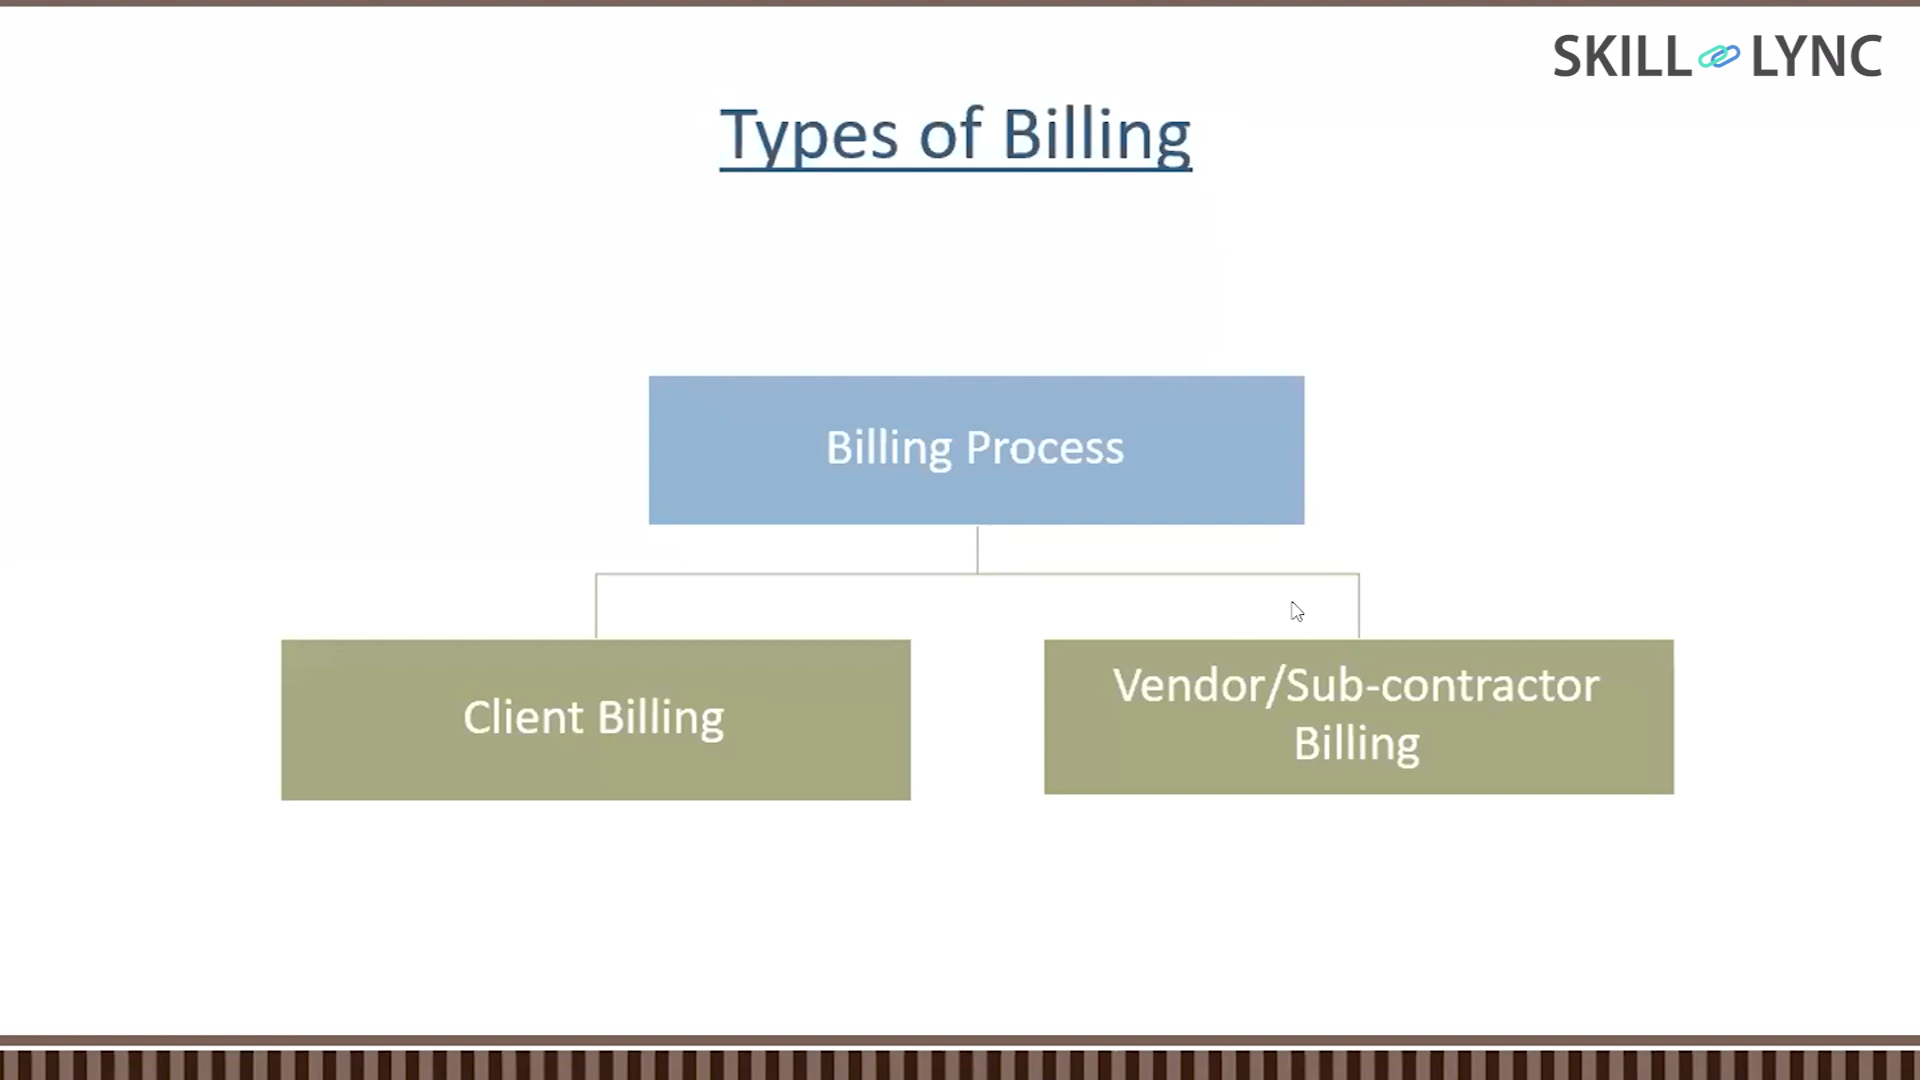 SKILL LYNC
Types of Billing
Billing Process
Client Billing
Vendor/Sub-contractor
Billing